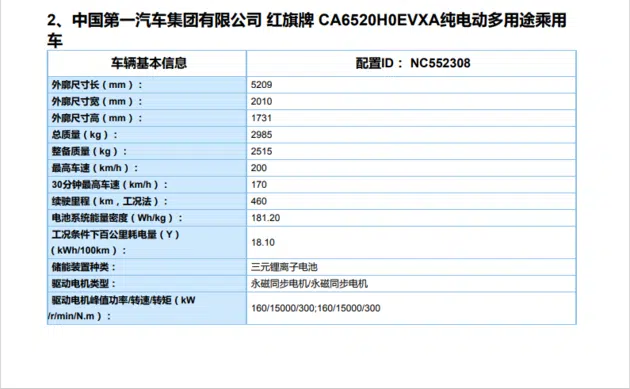 2、中国第一汽车集团有限公司 红旗牌 CA6520H0EVXA纯电动多用途乘用
车
车辆基本信息 配置ID： NC552308
外廓尺寸长（mm）： 5209
外廓尺寸宽（mm）： 2010
外廓尺寸高（mm）： 1731
总质量（kg）： 2985
整备质量（kg）： 2515
最高车速（km/h）： 200
30分钟最高车速（km/h）： 170
续驶里程（km，工况法）： 460
电池系统能量密度（Wh/kg）： 181.20
工况条件下百公里耗电量（Y）
（kWh/100km）： 18.10
储能装置种类： 三元锂离子电池
驱动电机类型： 永磁同步电机/永磁同步电机
驱动电机峰值功率/转速/转矩（kW
/r/min/N.m）： 160/15000/300;160/15000/300